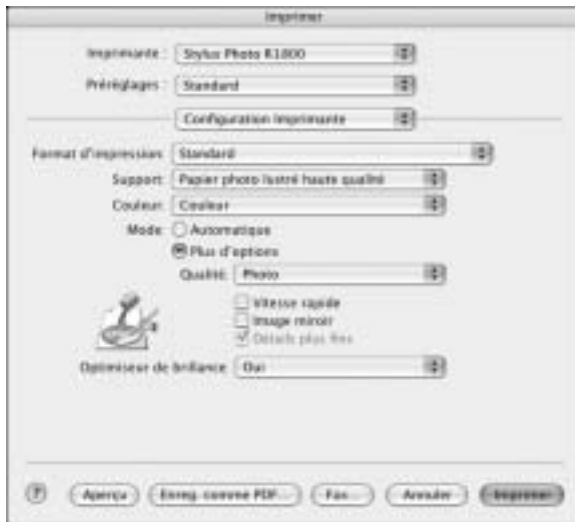 Imprimer
Imprimante : Stylus Photo R1800
Préréglages : Standard
Configuration Imprimante
Format d'impression: Standard
Support: Papier photo lustré haute qualité
Couleur: Couleur
Mode: Automatique
Plus d'options
Qualité: Photo
Vitesse rapide
Image miroir
Détails plus fins
Optimiseur de brillance: Oui
? Aperçu Enreg. comme PDF... Fax... Annuler Imprimer